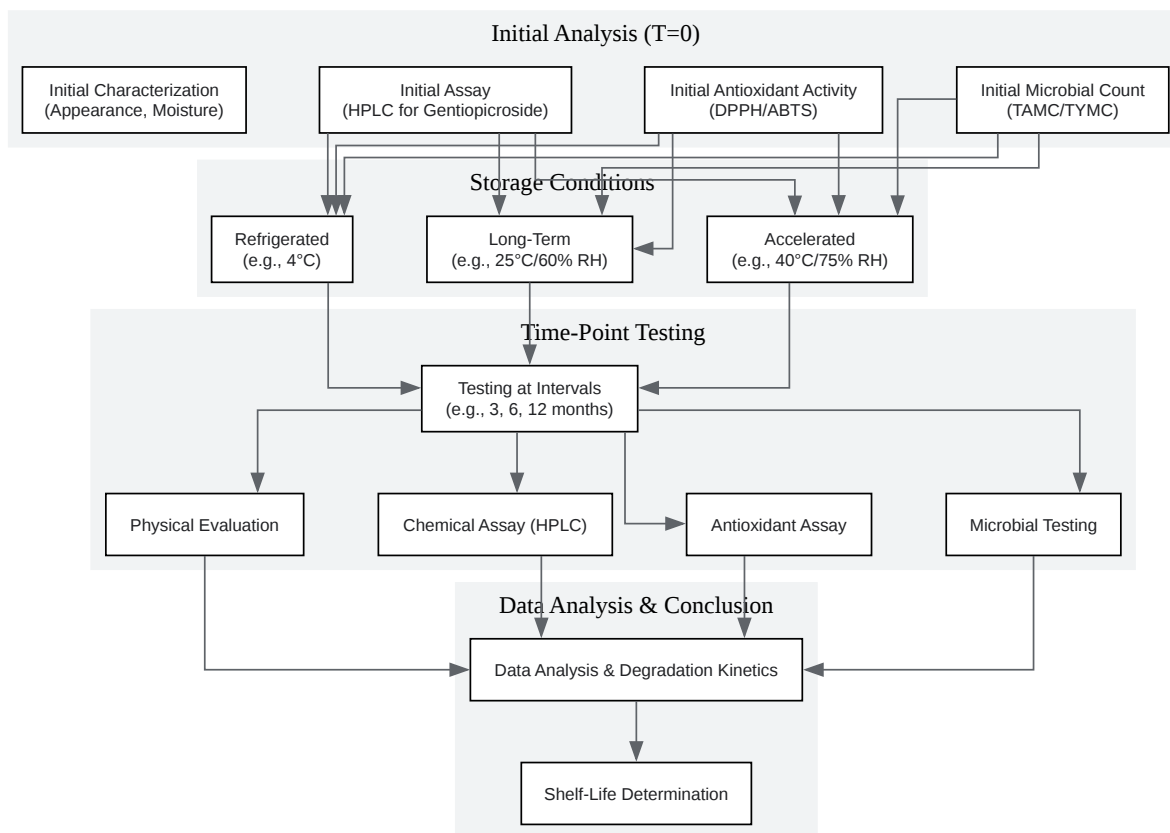 Initial Analysis (T=0)
Initial Characterization
(Appearance, Moisture)
Initial Assay
(HPLC for Gentiopicroside)
Initial Antioxidant Activity
(DPPH/ABTS)
Initial Microbial Count
(TAMC/TYMC)
Storage Conditions
Refrigerated
(e.g., 4°C)
Long-Term
(e.g., 25°C/60% RH)
Accelerated
(e.g., 40°C/75% RH)
Time-Point Testing
Testing at Intervals
(e.g., 3, 6, 12 months)
Physical Evaluation
Chemical Assay (HPLC)
Antioxidant Assay
Microbial Testing
Data Analysis & Conclusion
Data Analysis & Degradation Kinetics
Shelf-Life Determination